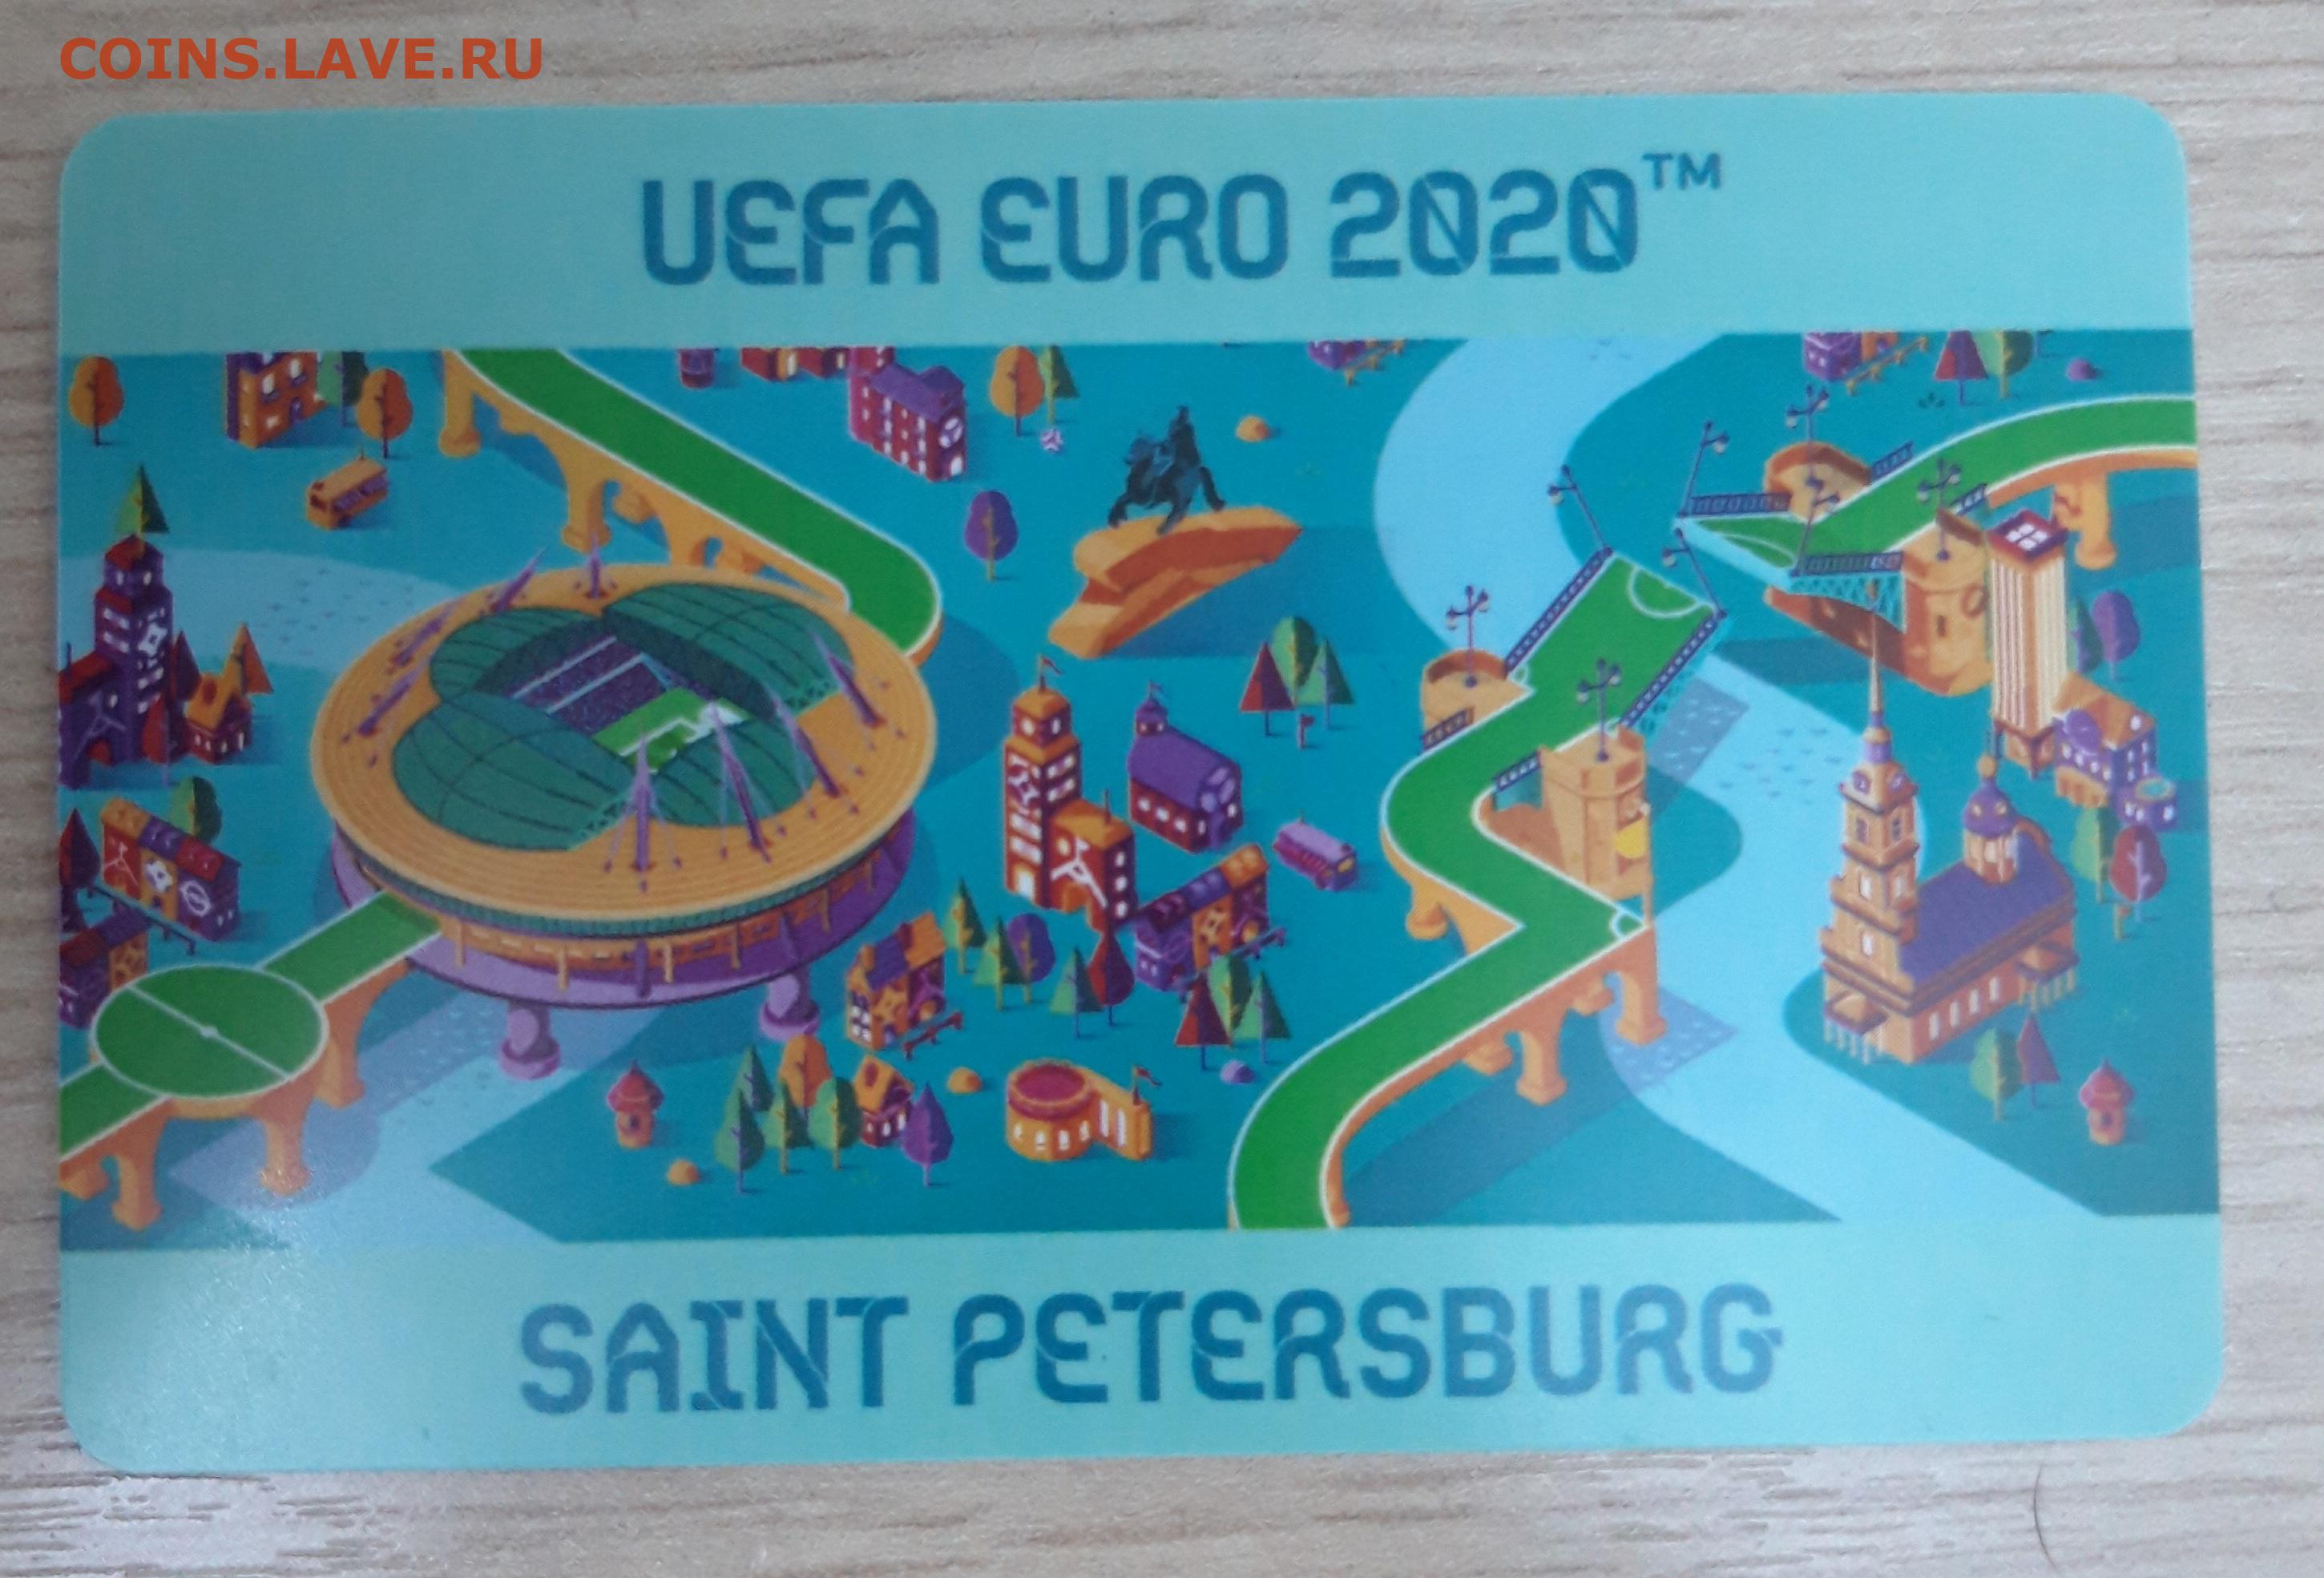 COINS.LAVE.RU
UEFA EURO 2020™
SAINT PETERSBURG